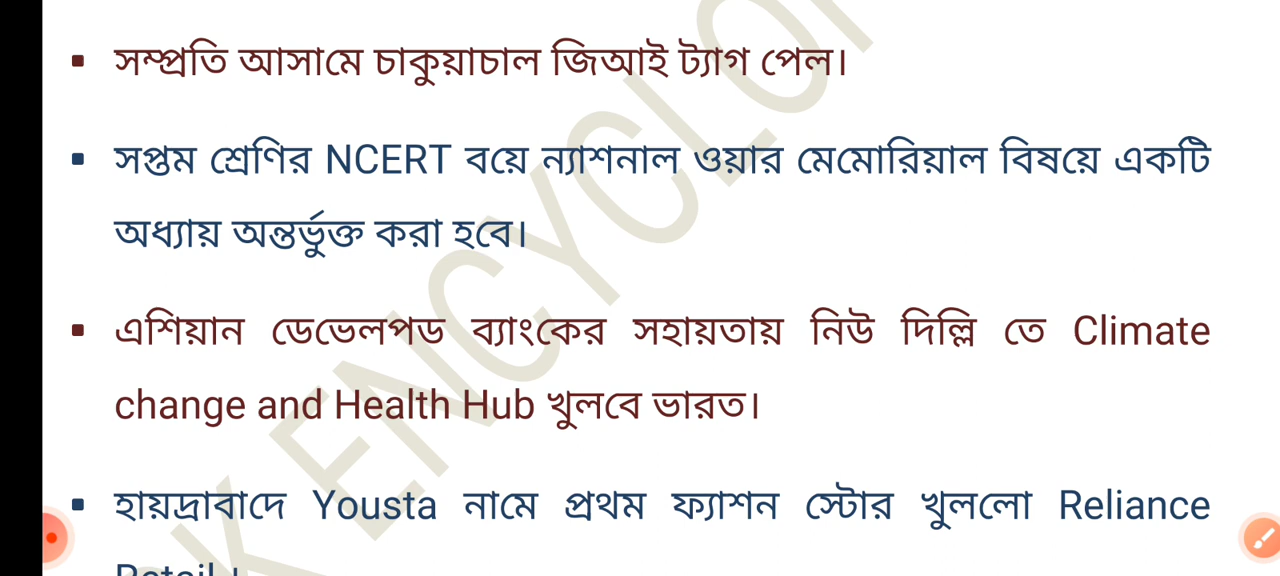 সম্প্রতি আসামে চাকুয়াচাল জিআই ট্যাগ পেল।
সপ্তম শ্রেণির NCERT বয়ে ন্যাশনাল ওয়ার মেমোরিয়াল বিষয়ে একটি
অধ্যায় অন্তর্ভুক্ত করা হবে।
এশিয়ান ডেভেলপড ব্যাংকের সহায়তায় নিউ দিল্লি তে Climate
change and Health Hub খুলবে ভারত।
হায়দ্রাবাদে Yousta নামে প্রথম ফ্যাশন স্টোর খুললো Reliance
Retail।